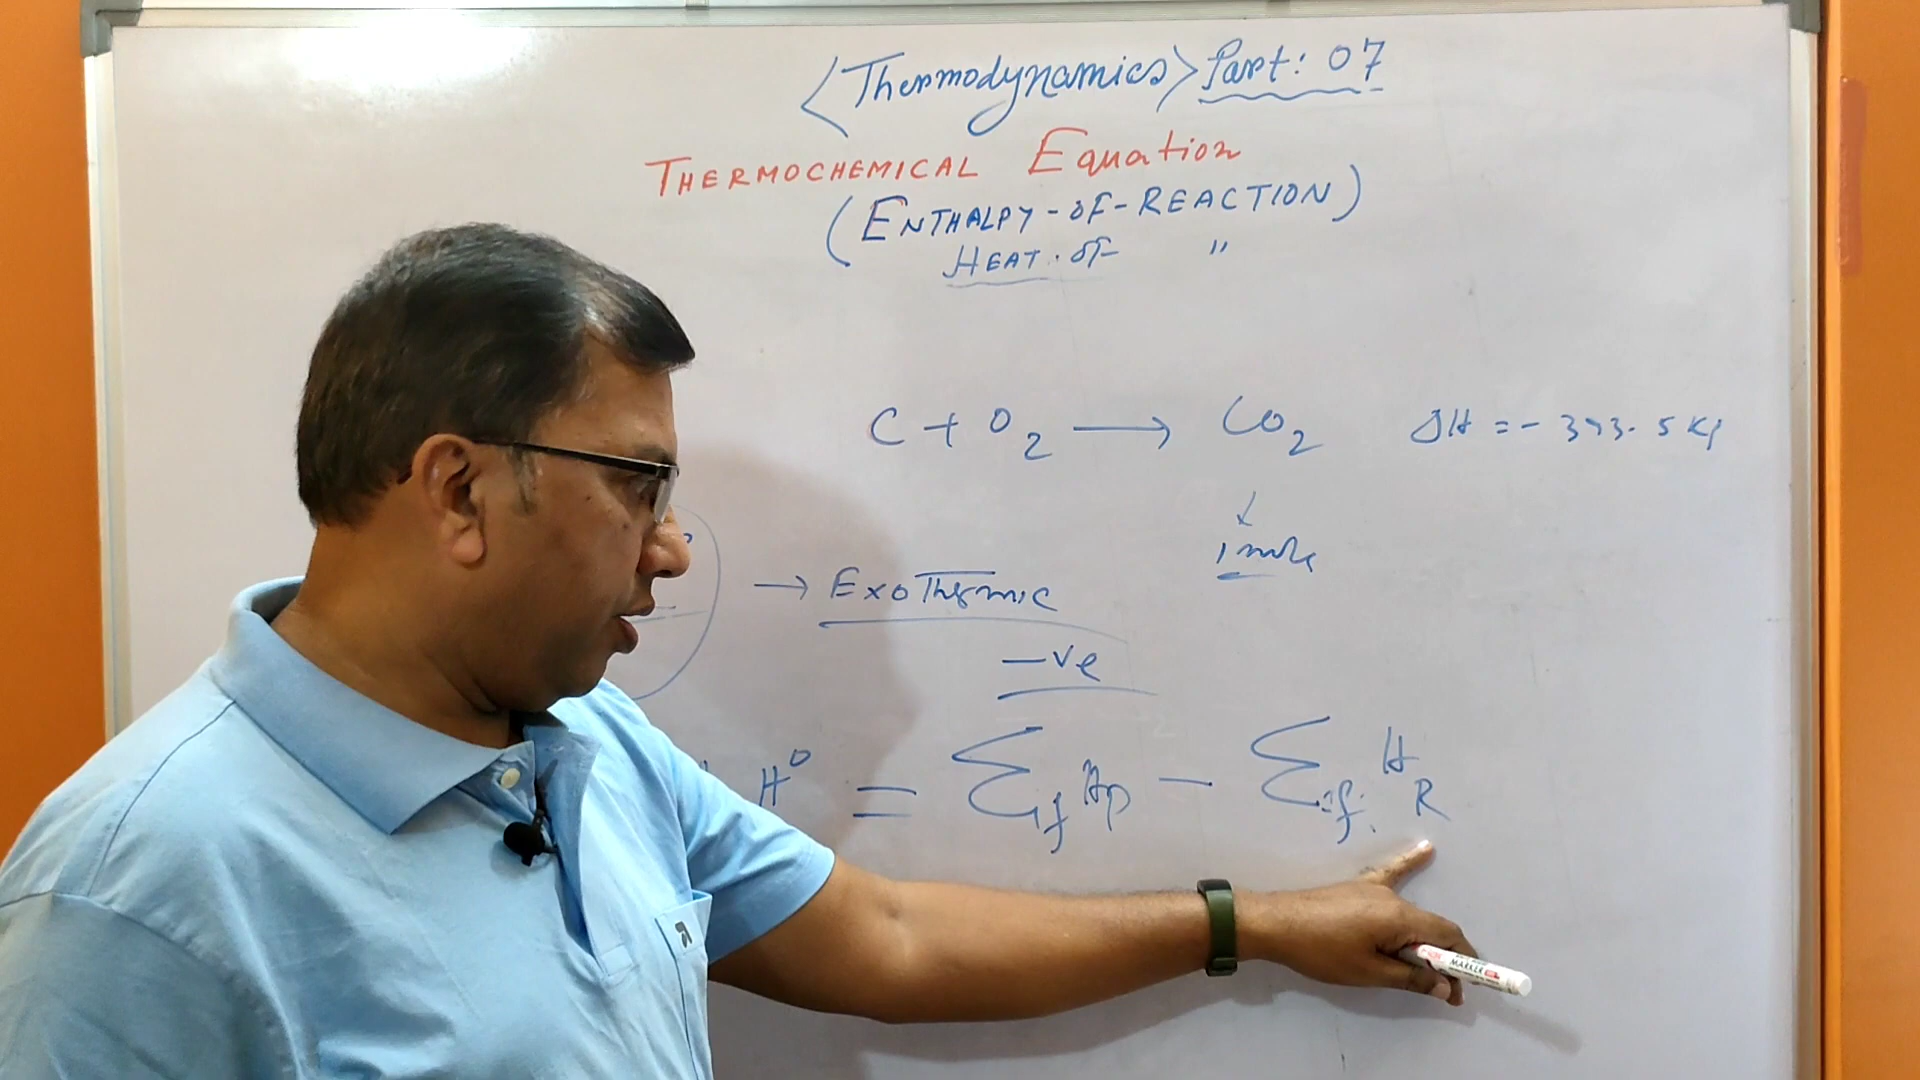 <Thermodynamics> Part: 07
THERMOCHEMICAL Equation
(ENTHALPY-OF-REACTION)
HEAT. OF "
C + O2 → CO2 ΔH = - 393.5 KJ
↓
1 mole
→ ExoThermic
-ve
H° = Σf Hp - Σf HR
MARKER